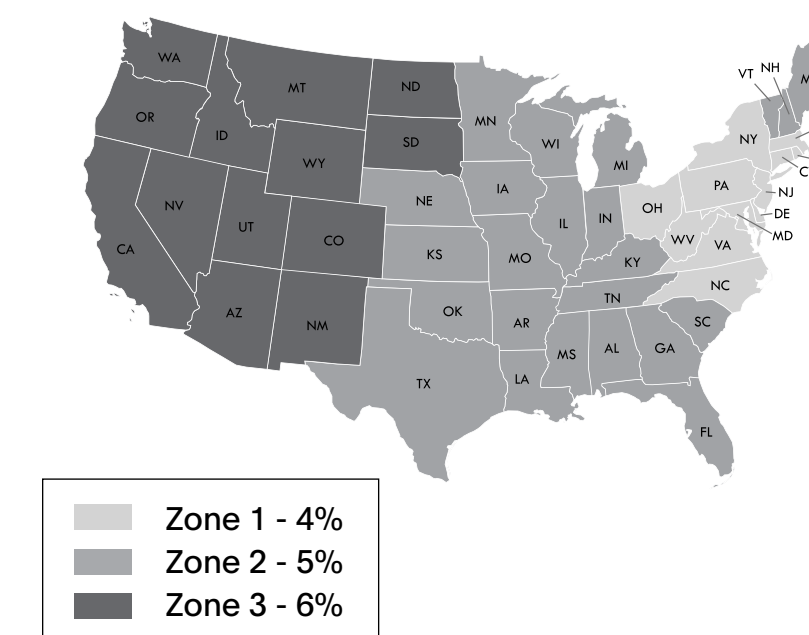 WA
MT
ND
OR
ID
SD
WY
MN
WI
MI
VT
NH
M
NY
C
NV
UT
CO
CA
NE
IA
IL
IN
OH
PA
NJ
DE
MD
WV
VA
KS
MO
KY
NC
AZ
NM
OK
AR
TN
SC
TX
LA
MS
AL
GA
FL
Zone 1 - 4%
Zone 2 - 5%
Zone 3 - 6%